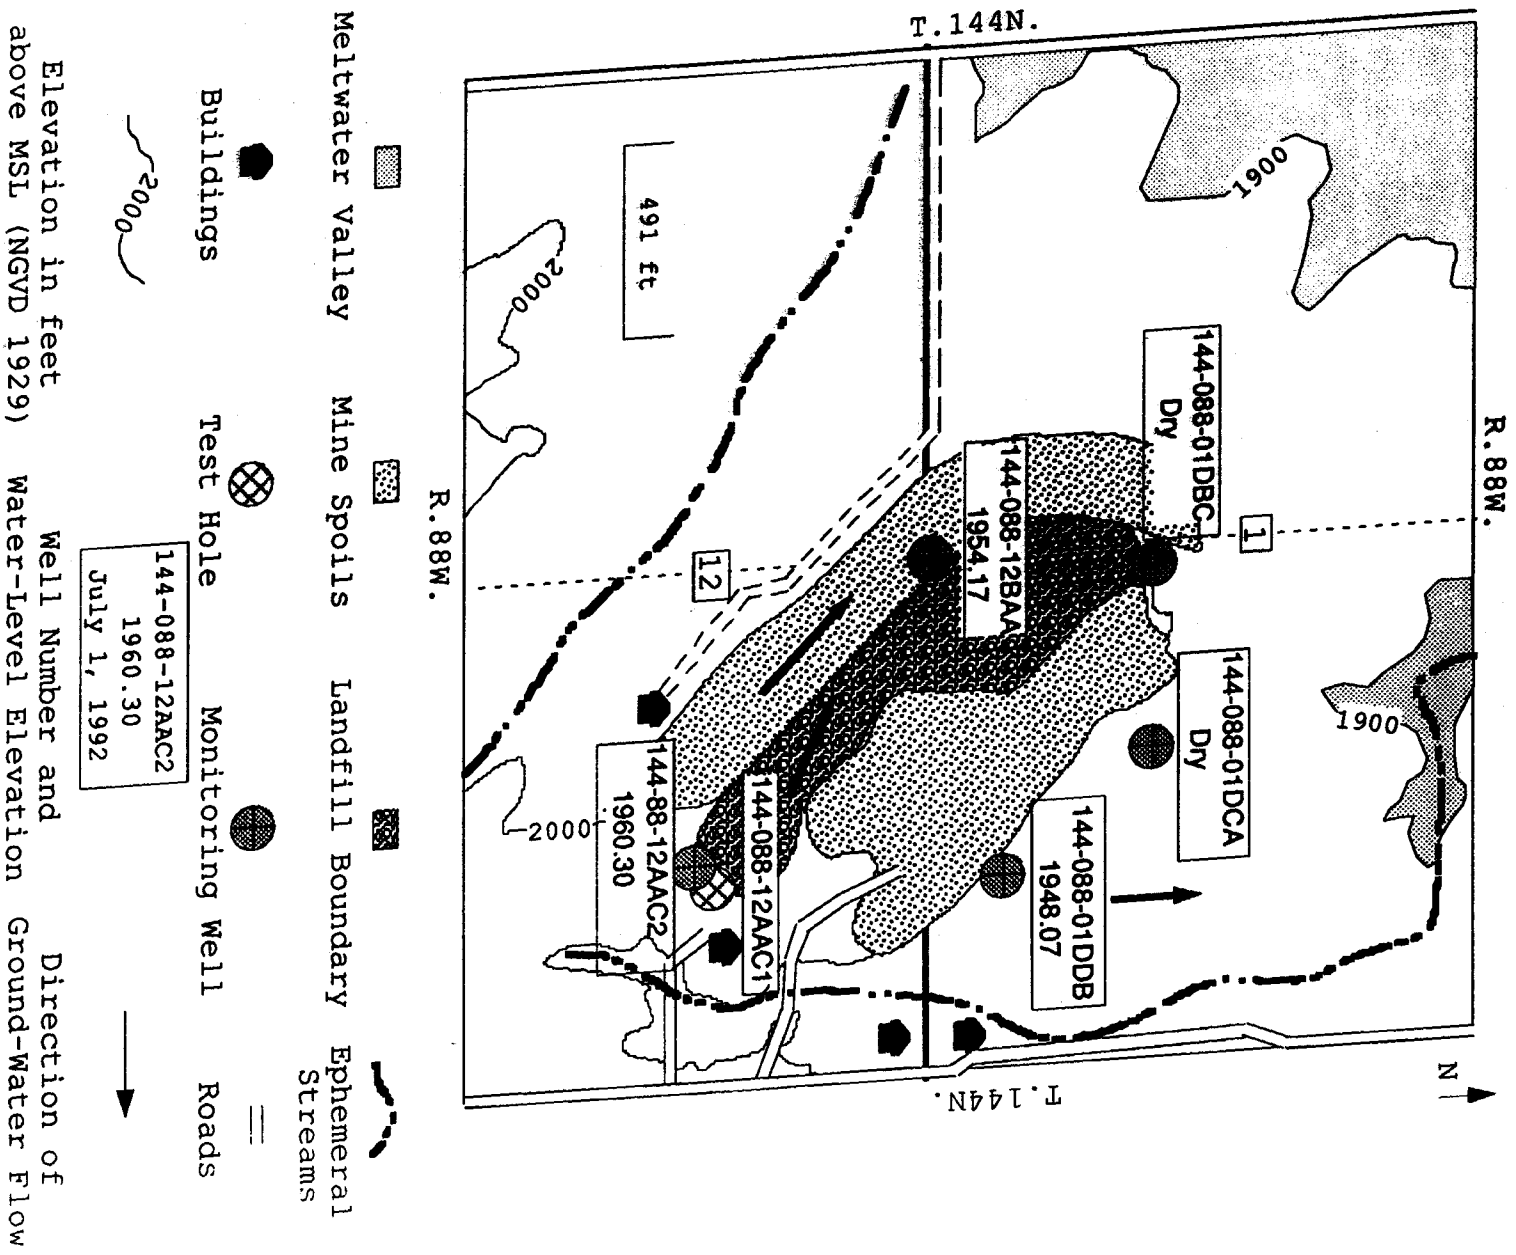 R.88W.
1
1900
1900
144-088-01DBC
Dry
144-088-01DCA
Dry
144-088-12BAA
1954.17
144-088-01DDB
1948.07
N
T.144N.
T.144N.
12
144-088-12AAC1
144-88-12AAC2
1960.30
491 ft
2000
2000
R.88W.
Meltwater Valley
Mine Spoils
Landfill Boundary
Ephemeral
Streams
Buildings
Test Hole
Monitoring Well
Roads
2000
144-088-12AAC2
1960.30
July 1, 1992
Elevation in feet
above MSL (NGVD 1929)
Well Number and
Water-Level Elevation
Direction of
Ground-Water Flow